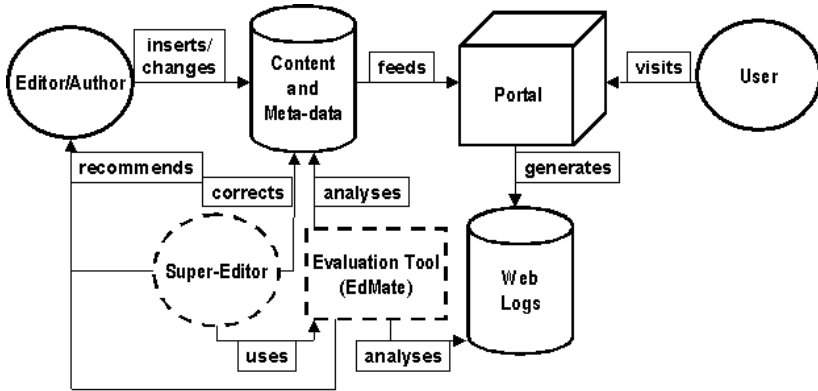 inserts/
changes
Editor/Author
Content
and
Meta-data
feeds
Portal
visits
User
recommends
corrects
analyses
generates
Super-Editor
Evaluation Tool
(EdMate)
Web
Logs
uses
analyses